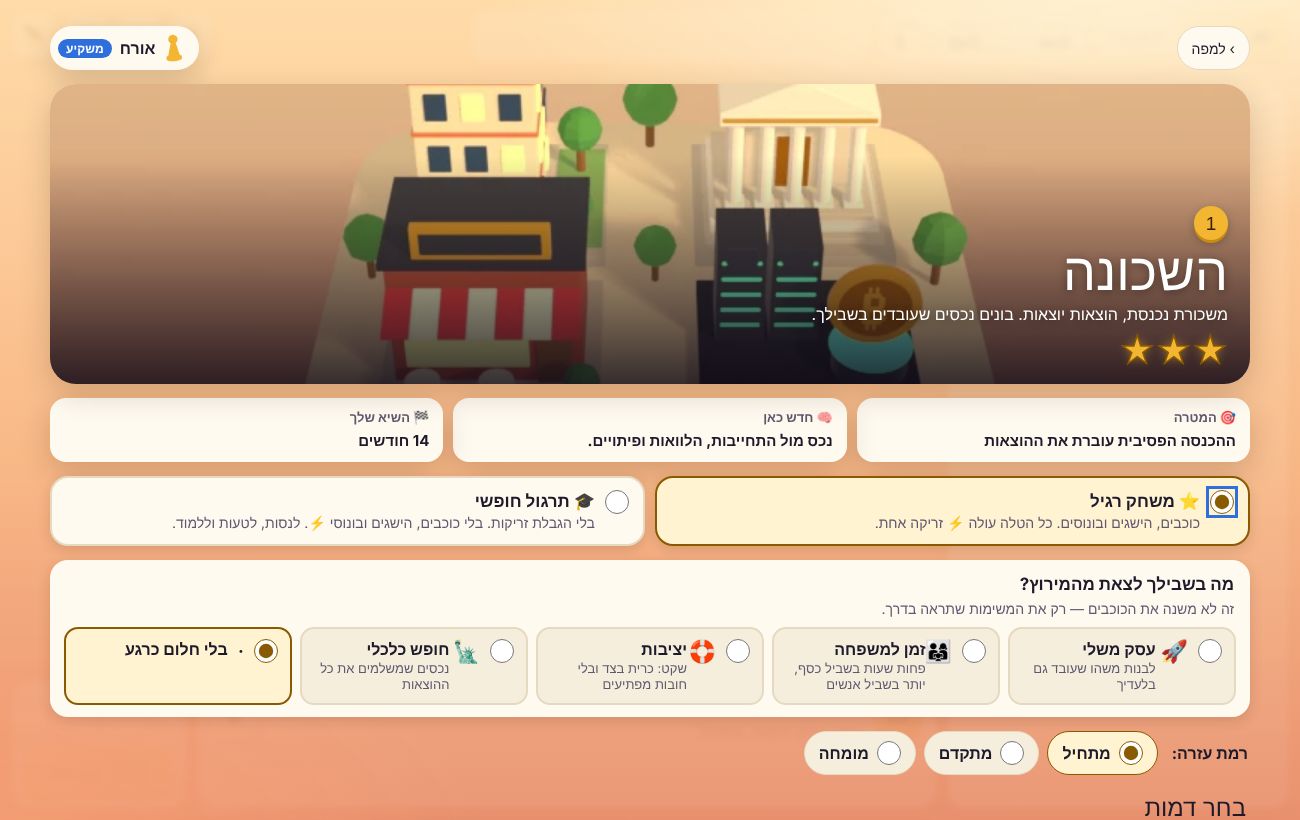 ‹ למפה
אורח משקיע
1
השכונה
משכורת נכנסת, הוצאות יוצאות. בונים נכסים שעובדים בשבילך.
🎯 המטרה
ההכנסה הפסיבית עוברת את ההוצאות
🧠 חדש כאן
נכס מול התחייבות, הלוואות ופיתויים.
🏁 השיא שלך
14 חודשים
⭐ משחק רגיל
כוכבים, הישגים ובונוסים. כל הטלה עולה ⚡ זריקה אחת.
🎓 תרגול חופשי
בלי הגבלת זריקות. בלי כוכבים, הישגים ובונוסי ⚡. לנסות, לטעות וללמוד.
מה בשבילך לצאת מהמירוץ?
זה לא משנה את הכוכבים — רק את המשימות שתראה בדרך.
🚀 עסק משלי
לבנות משהו שעובד גם
בלעדיך
👨‍👩‍👧 זמן למשפחה
פחות שעות בשביל כסף,
יותר בשביל אנשים
🛟 יציבות
שקט: כרית בצד ובלי
חובות מפתיעים
🗽 חופש כלכלי
נכסים שמשלמים את כל
ההוצאות
· בלי חלום כרגע
רמת עזרה:
מתחיל
מתקדם
מומחה
בחר דמות